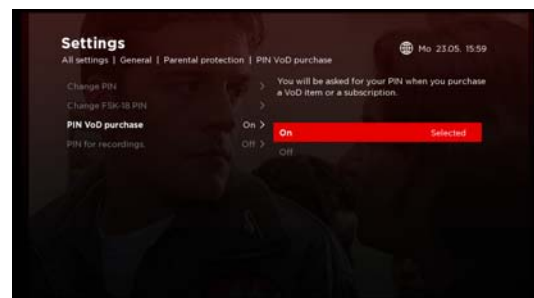 Settings
Mo 23.05. 15:59
All settings | General | Parental protection | PIN VoD purchase
Change PIN >
Change FSK-18 PIN >
PIN VoD purchase On >
PIN for recordings. Off >
You will be asked for your PIN when you purchase
a VoD item or a subscription.
On Selected
Off